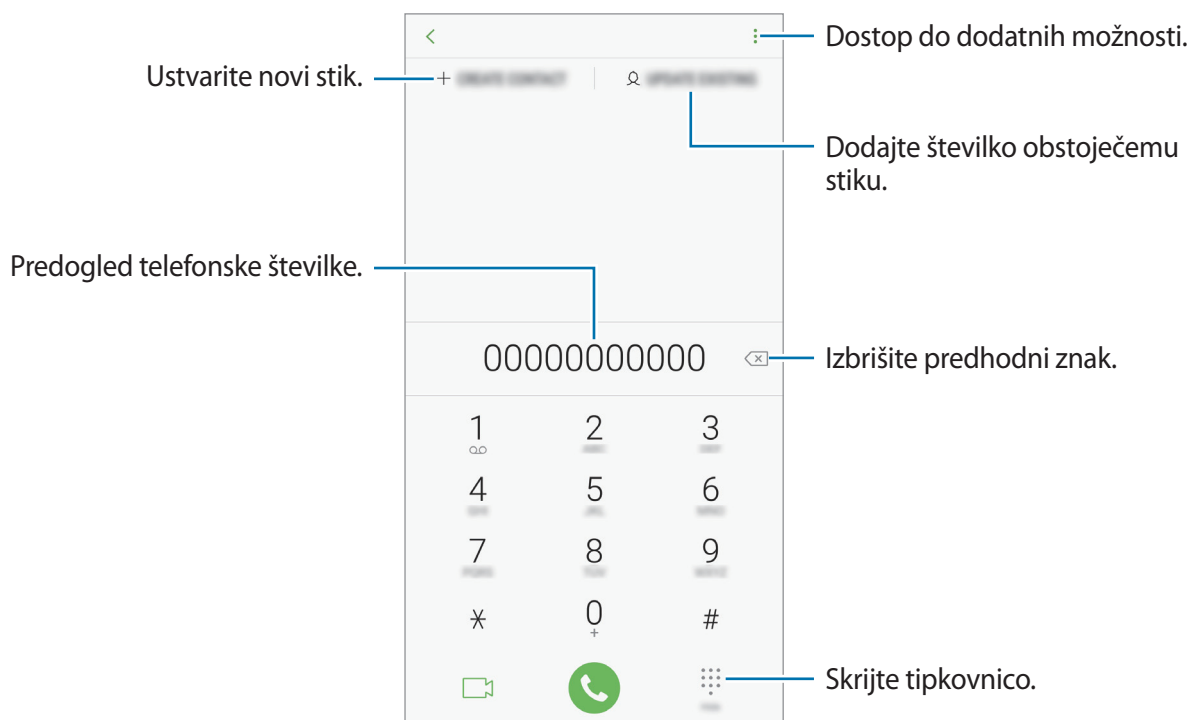 Dostop do dodatnih možnosti.
Ustvarite novi stik.
Dodajte številko obstoječemu
stiku.
Predogled telefonske številke.
00000000000
Izbrišite predhodni znak.
1 2 3
4 5 6
7 8 9
* 0 #
+
Skrijte tipkovnico.